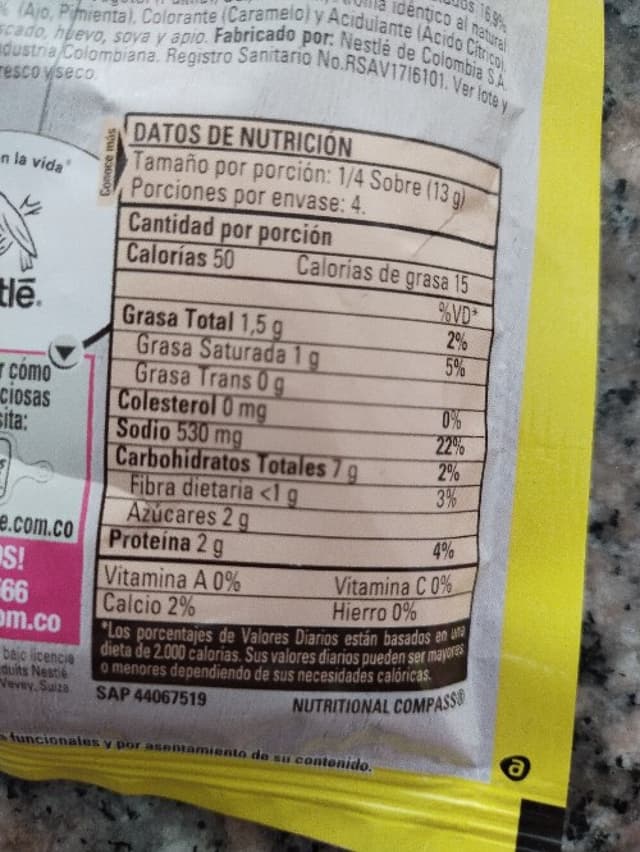 idéntico al natural
% (Ajo, Pimienta), Colorante (Caramelo) y Acidulante (Ácido Cítrico).
huevo, soya y apio. Fabricado por: Nestlé de Colombia S.A.
Colombiana. Registro Sanitario No.RSAV17I6101. Ver lote y
y seco.
Conoce más
DATOS DE NUTRICIÓN
Tamaño por porción: 1/4 Sobre (13 g)
Porciones por envase: 4.
Cantidad por porción
Calorías 50 Calorías de grasa 15
%VD*
Grasa Total 1,5 g 2%
Grasa Saturada 1 g 5%
Grasa Trans 0 g
Colesterol 0 mg 0%
Sodio 530 mg 22%
Carbohidratos Totales 7 g 2%
Fibra dietaria <1 g 3%
Azúcares 2 g
Proteína 2 g 4%
Vitamina A 0% Vitamina C 0%
Calcio 2% Hierro 0%
*Los porcentajes de Valores Diarios están basados en una
dieta de 2.000 calorías. Sus valores diarios pueden ser mayores
o menores dependiendo de sus necesidades calóricas.
SAP 44067519 NUTRITIONAL COMPASS®
n la vida
tlé.
cómo
ciosas
sita:
e.com.co
OS!
66
om.co
bajo licencia
Nestlé
Vevey, Suiza
funcionales y por asentamiento de su contenido.
a